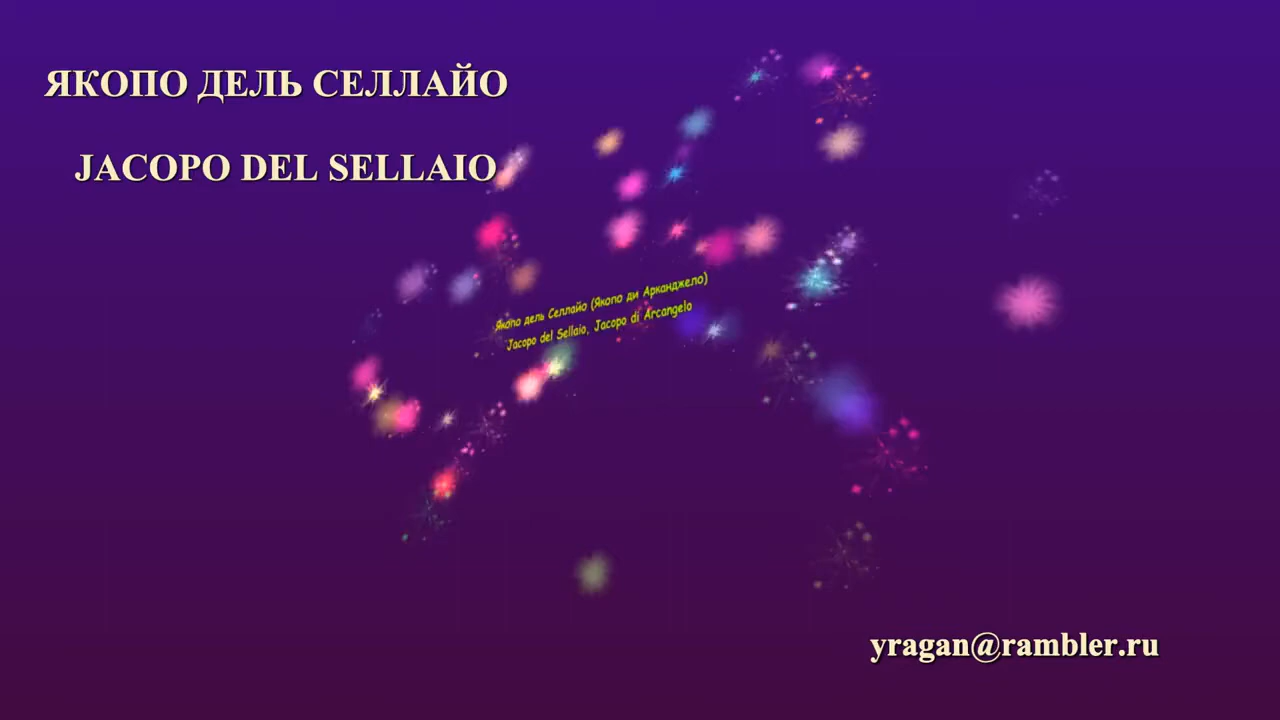 ЯКОПО ДЕЛЬ СЕЛЛАЙО
JACOPO DEL SELLAIO
Якопо дель Селлайо (Якопо ди Арканджело)
Jacopo del Sellaio, Jacopo di Arcangelo
yragan@rambler.ru